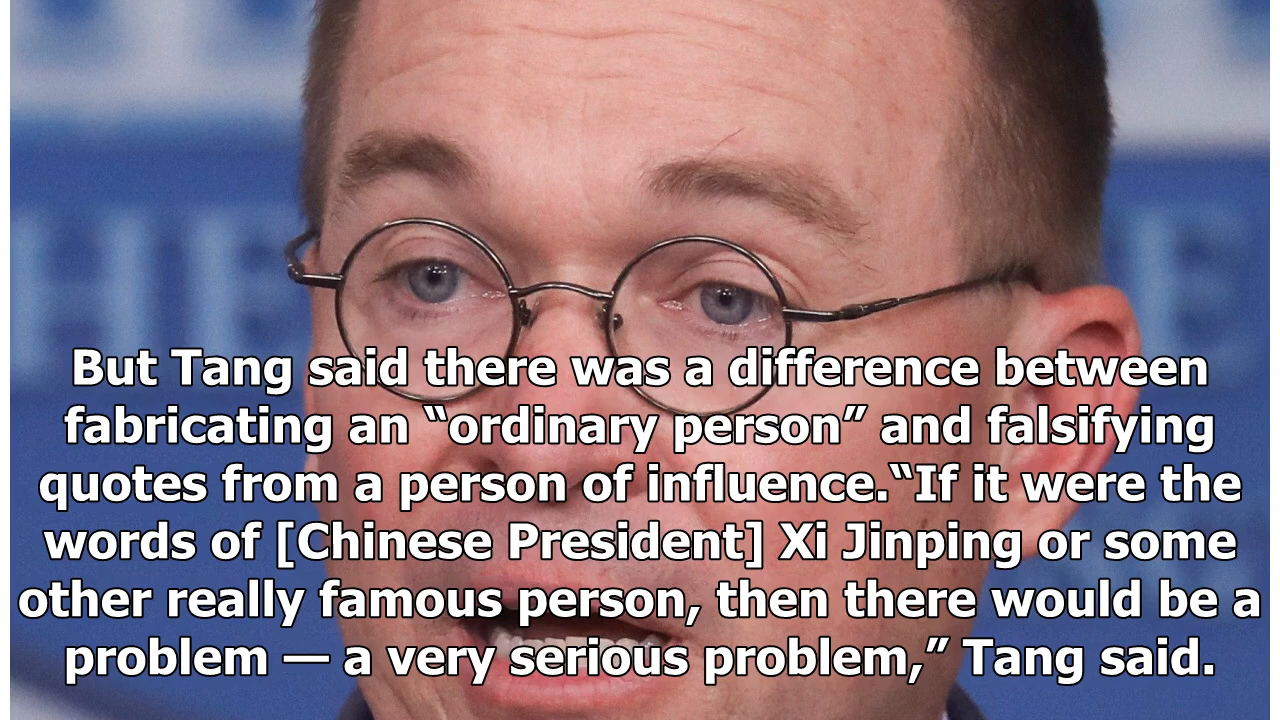 HE
E
But Tang said there was a difference between
fabricating an “ordinary person” and falsifying
quotes from a person of influence.“If it were the
words of [Chinese President] Xi Jinping or some
other really famous person, then there would be a
problem — a very serious problem,” Tang said.